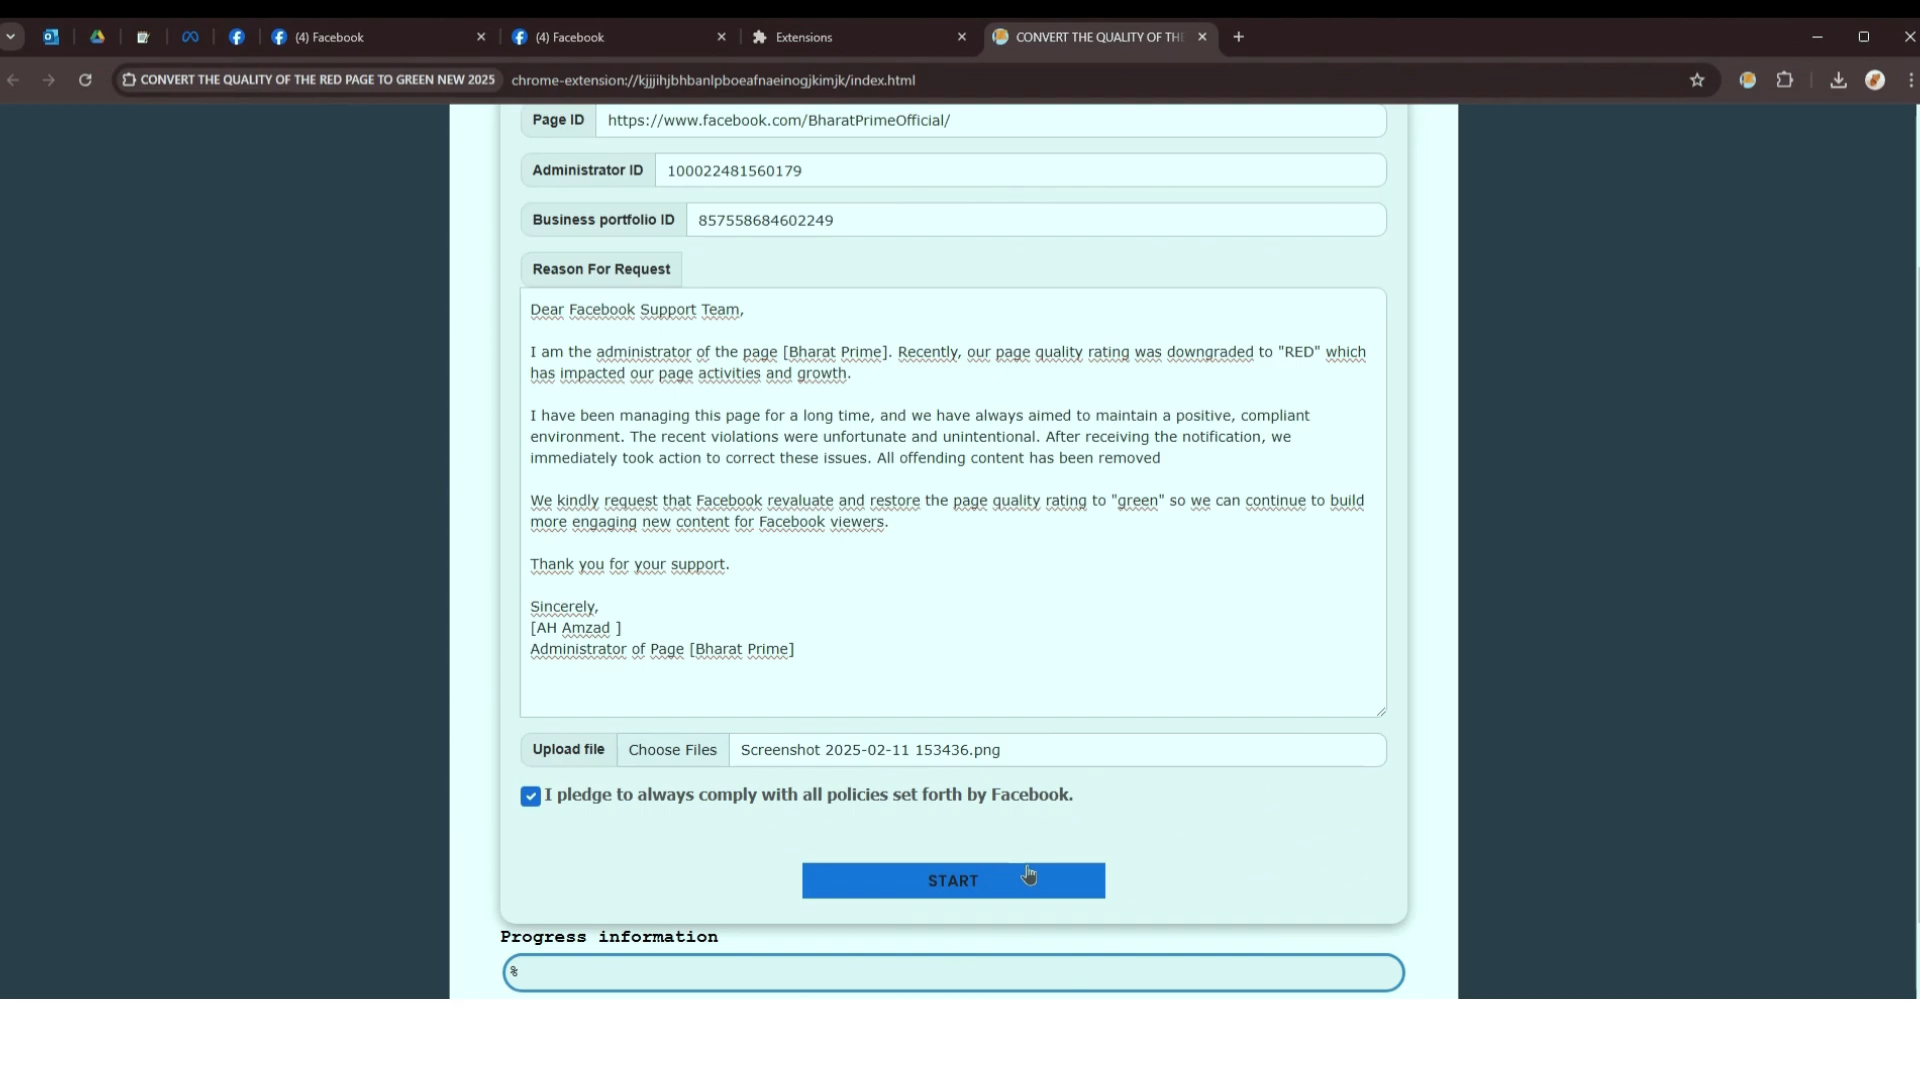 (4) Facebook
(4) Facebook
Extensions
CONVERT THE QUALITY OF THE
CONVERT THE QUALITY OF THE RED PAGE TO GREEN NEW 2025
chrome-extension://kjjjihjbhbanlpboeafnaeinogjkimjk/index.html
Page ID
https://www.facebook.com/BharatPrimeOfficial/
Administrator ID
100022481560179
Business portfolio ID
857558684602249
Reason For Request
Dear Facebook Support Team,
I am the administrator of the page [Bharat Prime]. Recently, our page quality rating was downgraded to "RED" which
has impacted our page activities and growth.
I have been managing this page for a long time, and we have always aimed to maintain a positive, compliant
environment. The recent violations were unfortunate and unintentional. After receiving the notification, we
immediately took action to correct these issues. All offending content has been removed
We kindly request that Facebook revaluate and restore the page quality rating to "green" so we can continue to build
more engaging new content for Facebook viewers.
Thank you for your support.
Sincerely,
[AH Amzad ]
Administrator of Page [Bharat Prime]
Upload file
Choose Files
Screenshot 2025-02-11 153436.png
I pledge to always comply with all policies set forth by Facebook.
START
Progress information
%